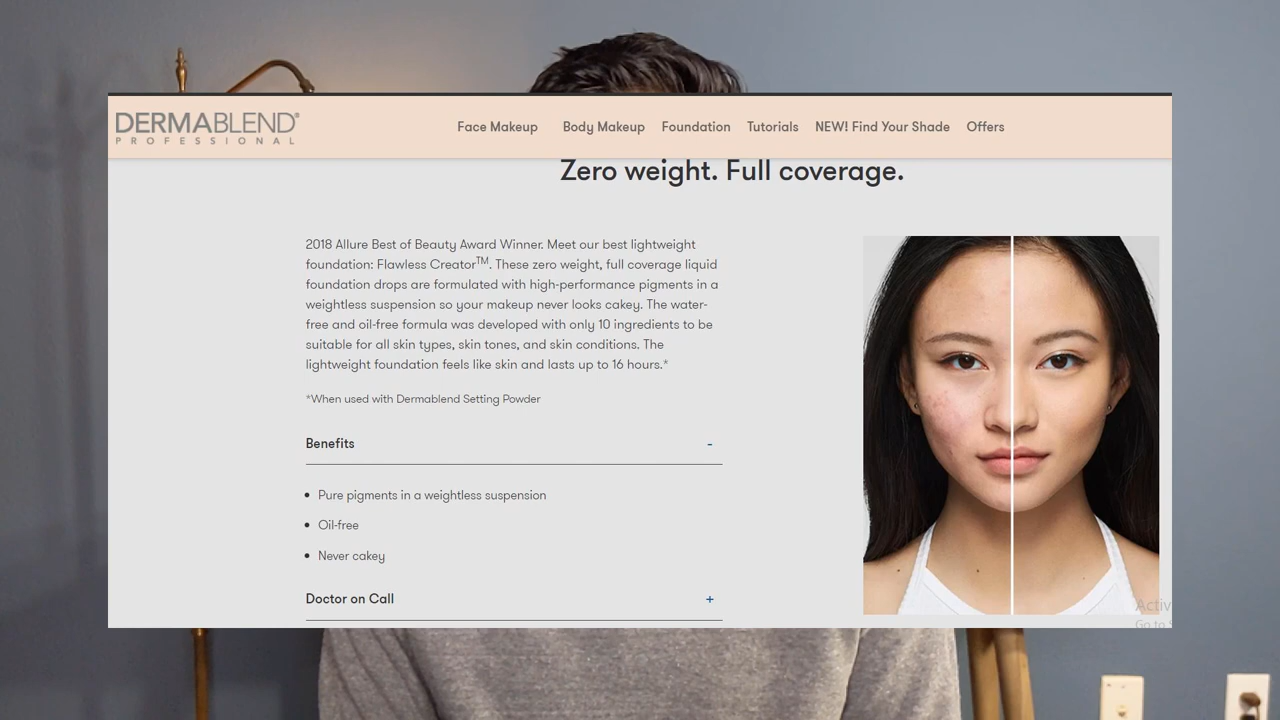 DERMABLEND®
PROFESSIONAL
Face Makeup Body Makeup Foundation Tutorials NEW! Find Your Shade Offers
Zero weight. Full coverage.
2018 Allure Best of Beauty Award Winner. Meet our best lightweight
foundation: Flawless Creator™. These zero weight, full coverage liquid
foundation drops are formulated with high-performance pigments in a
weightless suspension so your makeup never looks cakey. The water-
free and oil-free formula was developed with only 10 ingredients to be
suitable for all skin types, skin tones, and skin conditions. The
lightweight foundation feels like skin and lasts up to 16 hours.*
*When used with Dermablend Setting Powder
Benefits -
• Pure pigments in a weightless suspension
• Oil-free
• Never cakey
Doctor on Call +
Activ
Go to